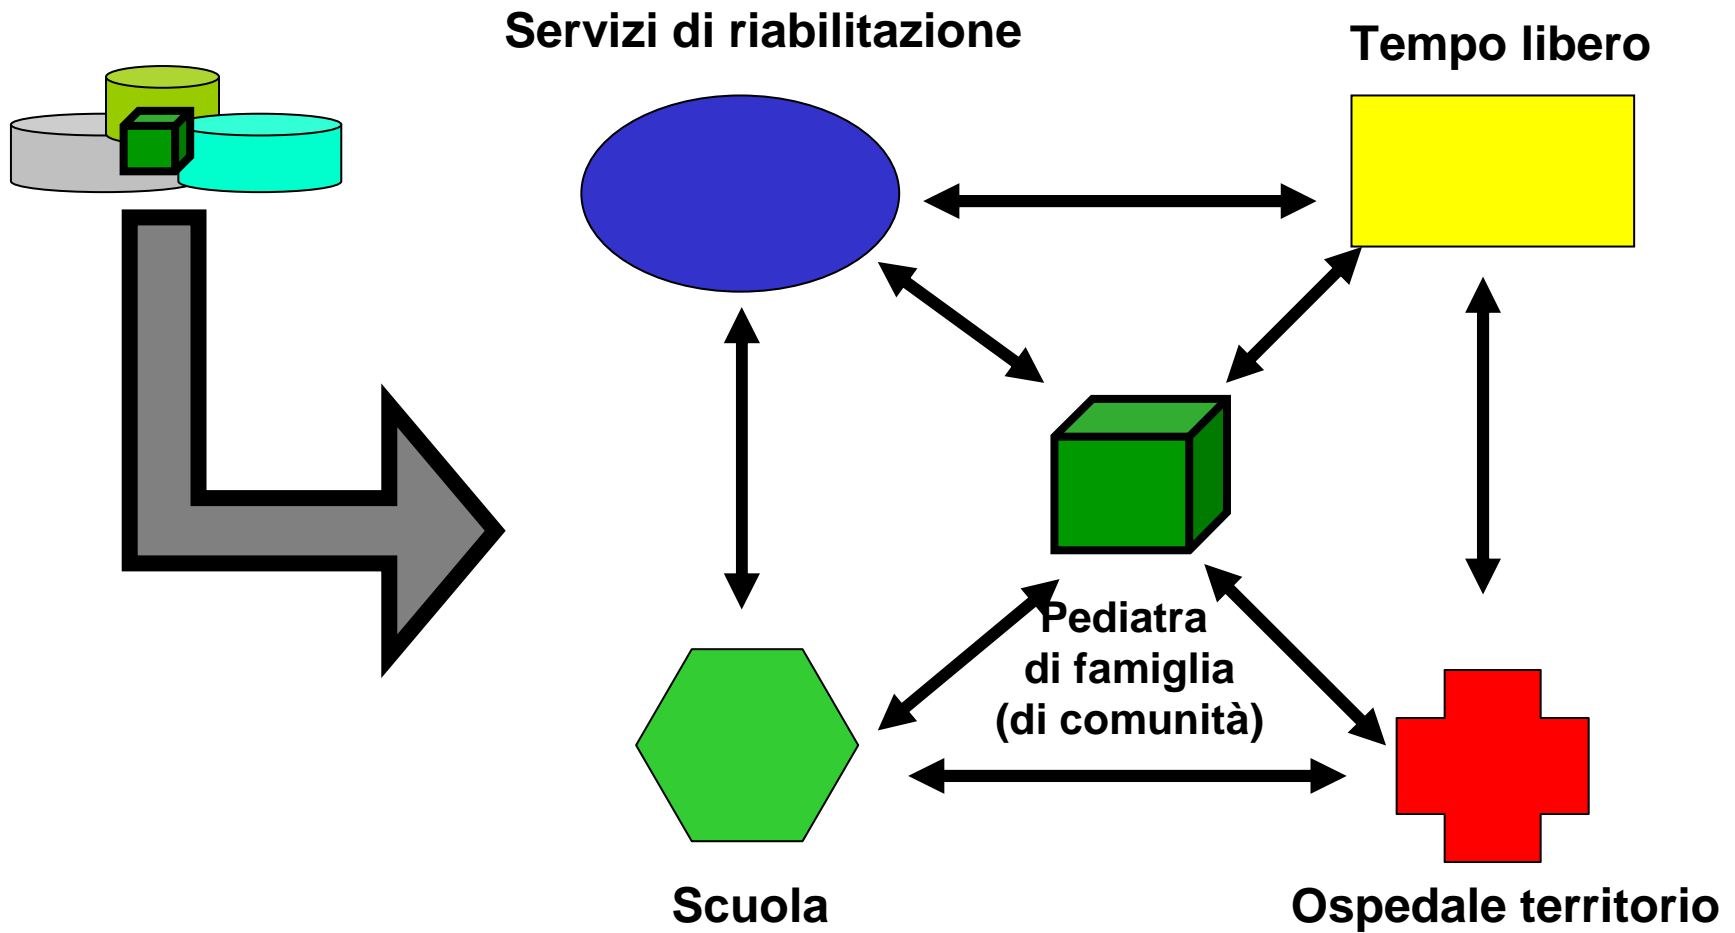 Servizi di riabilitazione
Tempo libero
Pediatra
di famiglia
(di comunità)
Scuola
Ospedale territorio